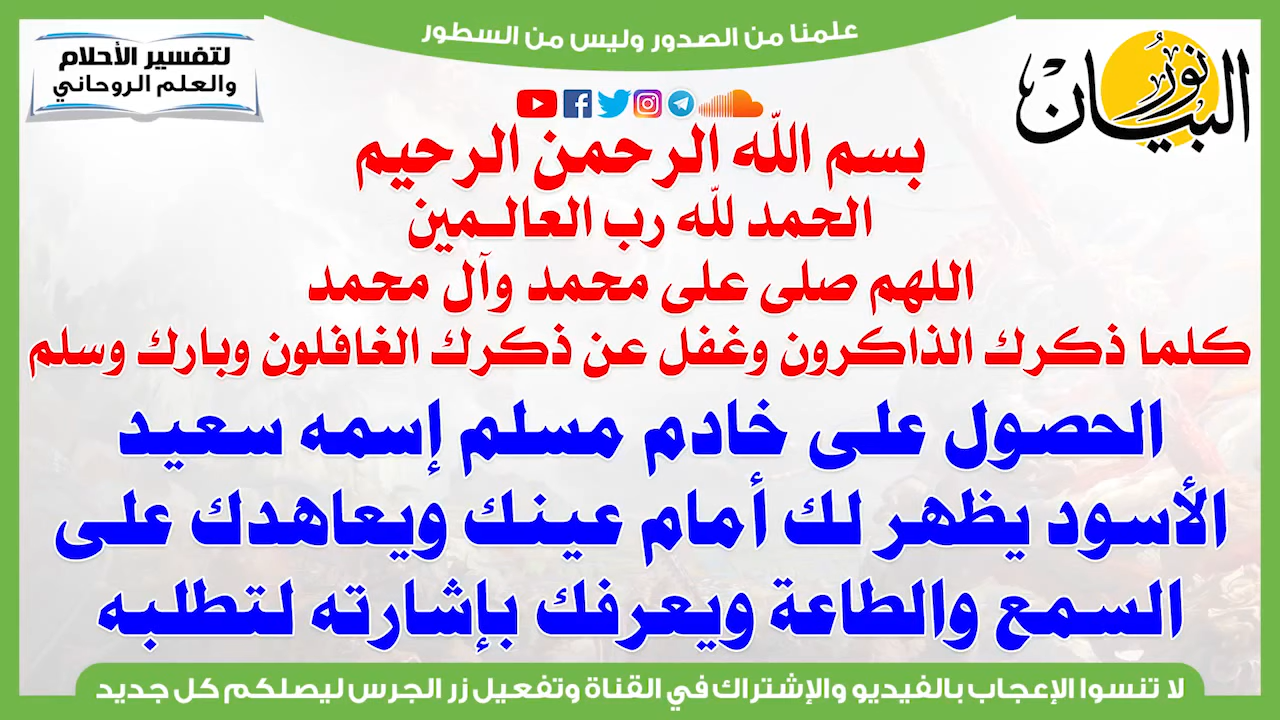 علمنا من الصدور وليس من السطور
نور
البيان
لتفسير الأحلام
والعلم الروحاني
بسم الله الرحمن الرحيم
الحمد لله رب العالـمين
اللهم صلى على محمد وآل محمد
كلما ذكرك الذاكرون وغفل عن ذكرك الغافلون وبارك وسلم
الحصول على خادم مسلم إسمه سعيد
الأسود يظهر لك أمام عينك ويعاهدك على
السمع والطاعة ويعرفك بإشارته لتطلبه
لا تنسوا الإعجاب بالفيديو والإشتراك في القناة وتفعيل زر الجرس ليصلكم كل جديد